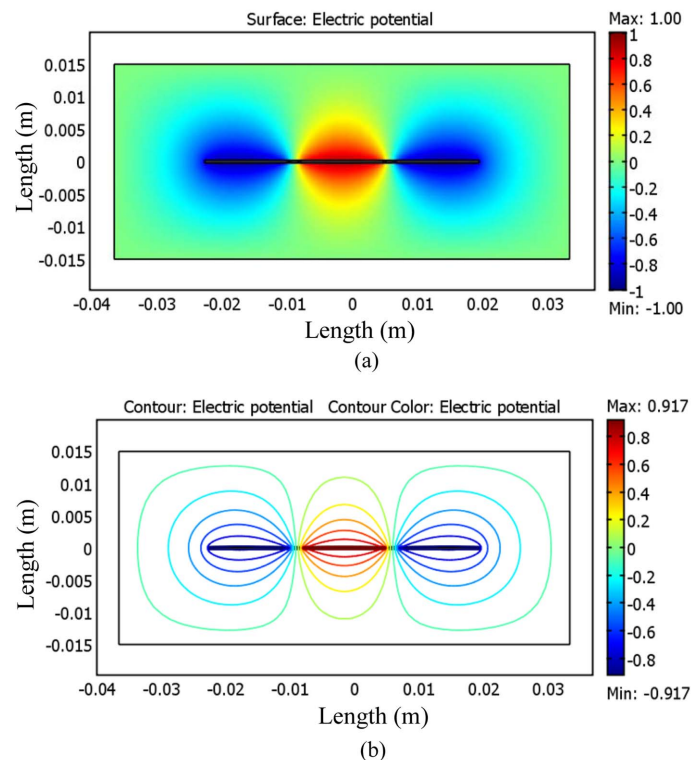 Surface: Electric potential
Max: 1.00
Length (m)
0.015
0.01
0.005
0
-0.005
-0.01
-0.015
-0.04 -0.03 -0.02 -0.01 0 0.01 0.02 0.03
Length (m)
1
0.8
0.6
0.4
0.2
0
-0.2
-0.4
-0.6
-0.8
-1
Min: -1.00
(a)
Contour: Electric potential Contour Color: Electric potential
Max: 0.917
Length (m)
0.015
0.01
0.005
0
-0.005
-0.01
-0.015
-0.04 -0.03 -0.02 -0.01 0 0.01 0.02 0.03
Length (m)
0.8
0.6
0.4
0.2
0
-0.2
-0.4
-0.6
-0.8
Min: -0.917
(b)